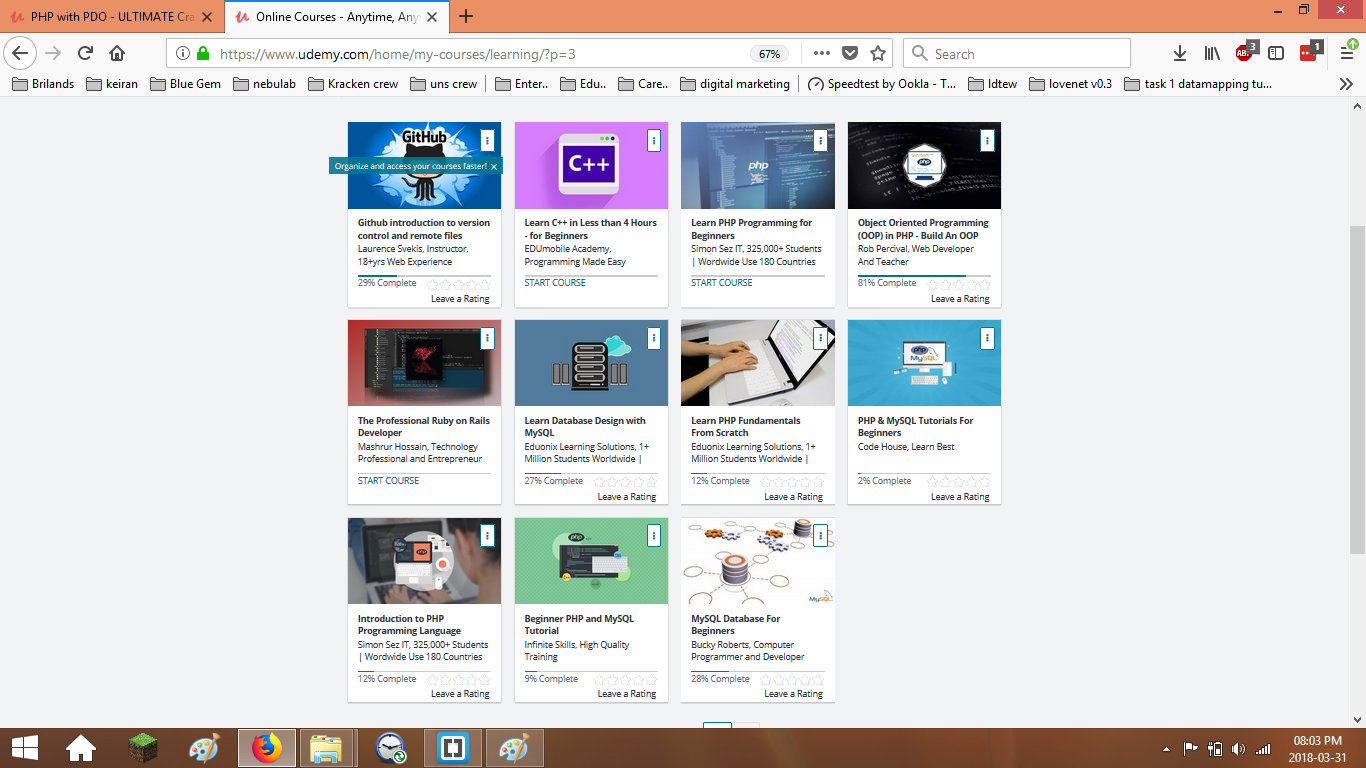 PHP with PDO - ULTIMATE Cra
Online Courses - Anytime, Any
https://www.udemy.com/home/my-courses/learning/?p=3
67%
Search
3
1
Brilands
keiran
Blue Gem
nebulab
Kracken crew
uns crew
Enter..
Edu..
Care..
digital marketing
Speedtest by Ookla - T...
ldtew
lovenet v0.3
task 1 datamapping tu...
GitHub
Organize and access your courses faster!
C++
php
Github introduction to version
control and remote files
Laurence Svekis, Instructor,
18+yrs Web Experience
29% Complete
Leave a Rating
Learn C++ in Less than 4 Hours
- for Beginners
EDUmobile Academy,
Programming Made Easy
START COURSE
Learn PHP Programming for
Beginners
Simon Sez IT, 325,000+ Students
| Wordwide Use 180 Countries
START COURSE
Object Oriented Programming
(OOP) in PHP - Build An OOP
Rob Percival, Web Developer
And Teacher
81% Complete
Leave a Rating
php
MySQL
The Professional Ruby on Rails
Developer
Mashrur Hossain, Technology
Professional and Entrepreneur
START COURSE
Learn Database Design with
MySQL
Eduonix Learning Solutions, 1+
Million Students Worldwide |
27% Complete
Leave a Rating
Learn PHP Fundamentals
From Scratch
Eduonix Learning Solutions, 1+
Million Students Worldwide |
12% Complete
Leave a Rating
PHP & MySQL Tutorials For
Beginners
Code House, Learn Best
2% Complete
Leave a Rating
php
php
MySQL
Introduction to PHP
Programming Language
Simon Sez IT, 325,000+ Students
| Wordwide Use 180 Countries
12% Complete
Leave a Rating
Beginner PHP and MySQL
Tutorial
Infinite Skills, High Quality
Training
9% Complete
Leave a Rating
MySQL Database For
Beginners
Bucky Roberts, Computer
Programmer and Developer
28% Complete
Leave a Rating
08:03 PM
2018-03-31